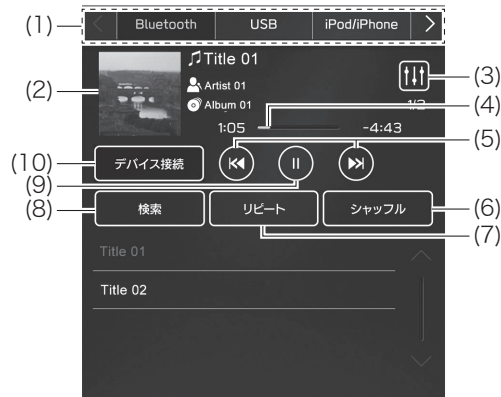 (1)
Bluetooth USB iPod/iPhone
(2)
Title 01
Artist 01
Album 01
(3)
1/2
(4)
1:05 -4:43
(5)
(10)
デバイス接続
(9)
(8)
検索 リピート シャッフル
(6)
(7)
Title 01
Title 02